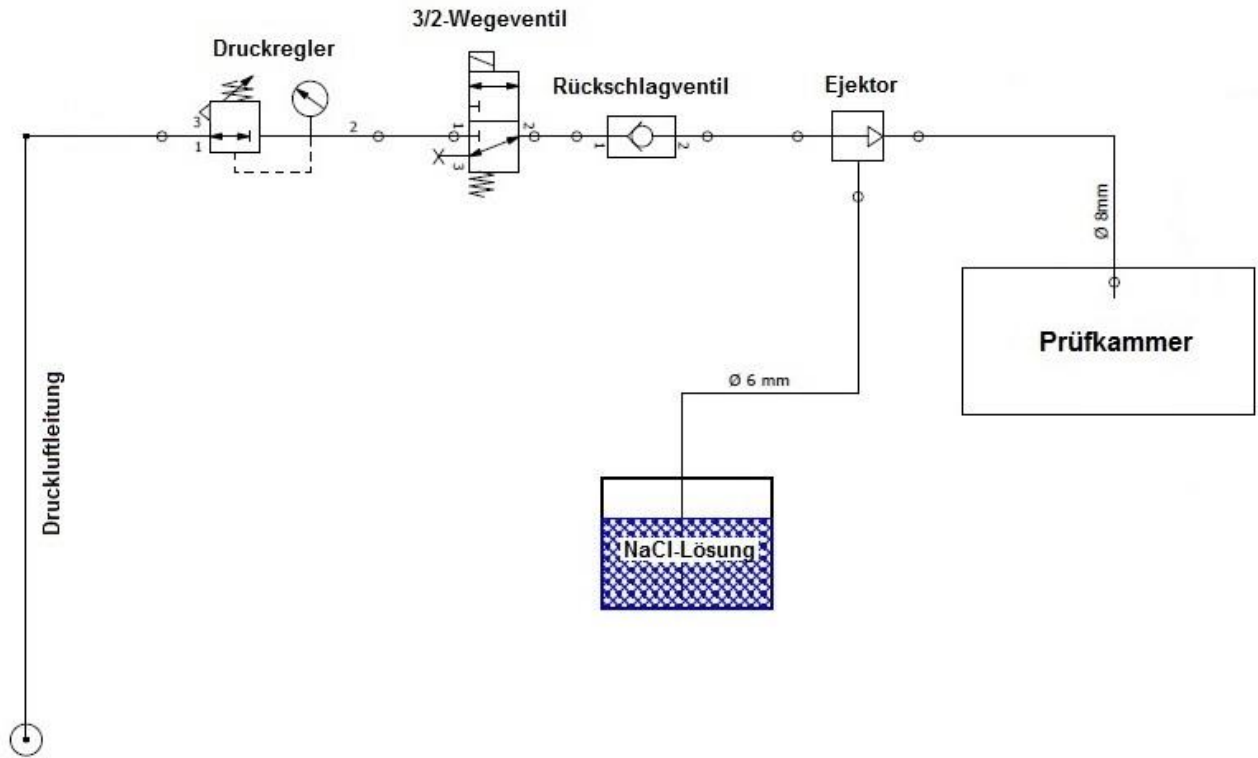 3/2-Wegeventil
Druckregler
Rückschlagventil
Ejektor
3
1
2
1
2
3
1
2
Ø 8mm
Prüfkammer
Ø 6 mm
Druckluftleitung
NaCl-Lösung